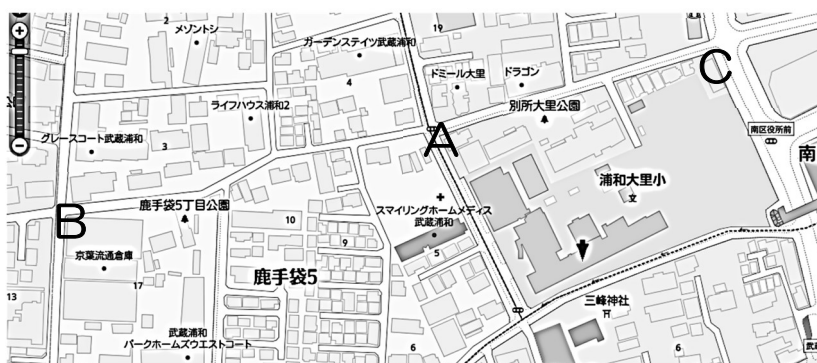 2
メゾントシ
ガーデンステイツ武蔵浦和
19
C
ドミール大里
ドラゴン
4
別所大里公園
ライフハウス浦和2
A
南区役所前
グレースコート武蔵浦和
3
南
浦和大里小
文
B
鹿手袋5丁目公園
スマイリングホームメディス
武蔵浦和
10
9
5
京葉流通倉庫
17
鹿手袋5
13
三峰神社
武蔵浦和
パークホームズウエストコート
6
6